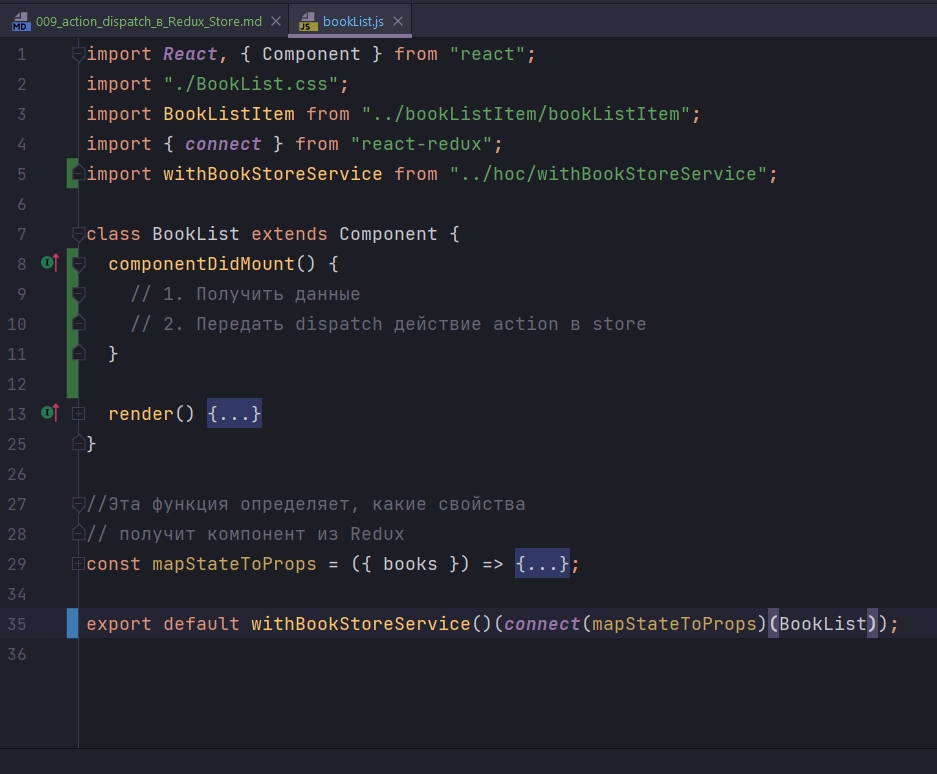 009_action_dispatch_в_Redux_Store.md bookList.js
1 import React, { Component } from "react";
2 import "./BookList.css";
3 import BookListItem from "../bookListItem/bookListItem";
4 import { connect } from "react-redux";
5 import withBookStoreService from "../hoc/withBookStoreService";
6
7 class BookList extends Component {
8 componentDidMount() {
9 // 1. Получить данные
10 // 2. Передать dispatch действие action в store
11 }
12
13 render() {...}
25 }
26
27 //Эта функция определяет, какие свойства
28 // получит компонент из Redux
29 const mapStateToProps = ({ books }) => {...};
34
35 export default withBookStoreService()(connect(mapStateToProps)(BookList));
36